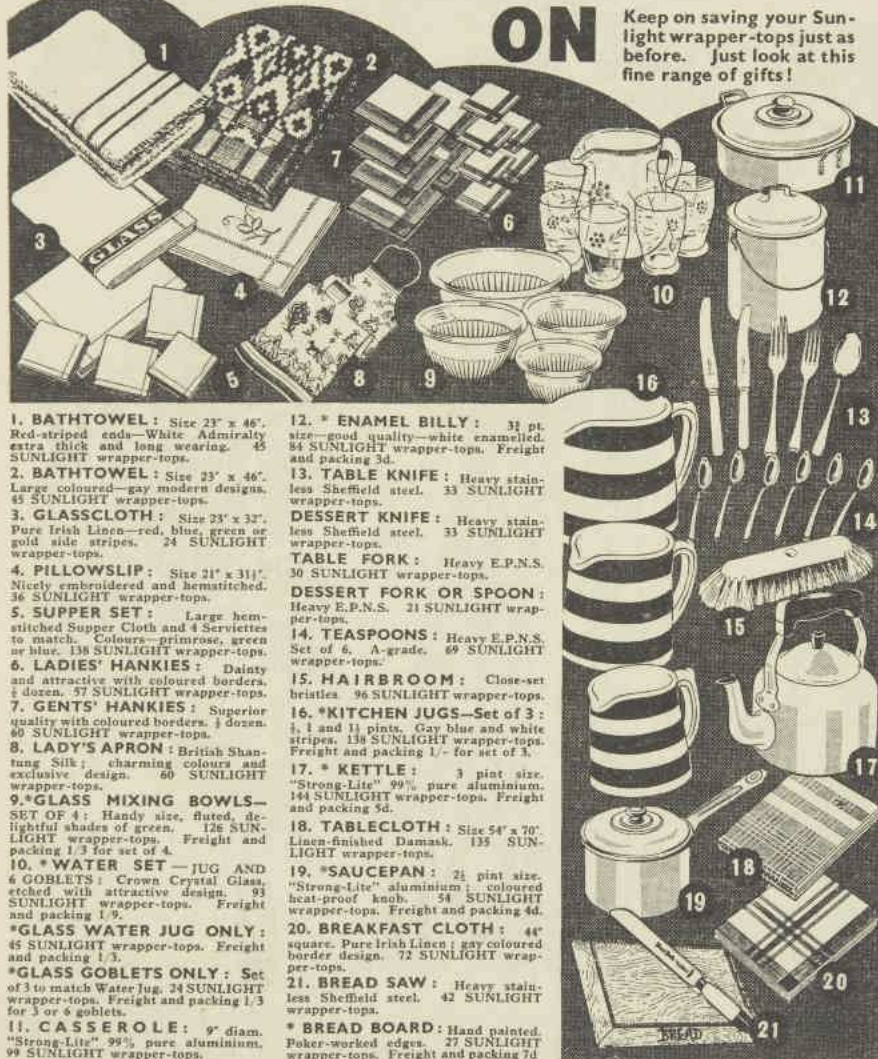 ON
Keep on saving your Sun-
light wrapper-tops just as
before. Just look at this
fine range of gifts!
1
2
3
GLASS
4
5
6
7
8
9
10
11
12
13
14
15
16
17
18
19
20
21
BREAD
1. BATHTOWEL: Size 23" x 46".
Red-striped ends—White Admiralty
extra thick and long wearing. 45
SUNLIGHT wrapper-tops.
2. BATHTOWEL: Size 23" x 46".
Large coloured—gay modern designs.
45 SUNLIGHT wrapper-tops.
3. GLASSCLOTH: Size 23" x 32".
Pure Irish Linen—red, blue, green or
gold side stripes. 24 SUNLIGHT
wrapper-tops.
4. PILLOWSLIP: Size 21" x 31½".
Nicely embroidered and hemstitched.
36 SUNLIGHT wrapper-tops.
5. SUPPER SET: Large hem-
stitched Supper Cloth and 4 Serviettes
to match. Colours—primrose, green
or blue. 138 SUNLIGHT wrapper-tops.
6. LADIES' HANKIES: Dainty
and attractive with coloured borders.
½ dozen. 57 SUNLIGHT wrapper-tops.
7. GENTS' HANKIES: Superior
quality with coloured borders. ½ dozen.
60 SUNLIGHT wrapper-tops.
8. LADY'S APRON: British Shan-
tung Silk; charming colours and
exclusive design. 60 SUNLIGHT
wrapper-tops.
9.*GLASS MIXING BOWLS—
SET OF 4: Handy size, fluted, de-
lightful shades of green. 126 SUN-
LIGHT wrapper-tops. Freight and
packing 1/3 for set of 4.
10. *WATER SET—JUG AND
6 GOBLETS: Crown Crystal Glass,
etched with attractive design. 93
SUNLIGHT wrapper-tops. Freight
and packing 1/9.
*GLASS WATER JUG ONLY:
45 SUNLIGHT wrapper-tops. Freight
and packing 1/3.
*GLASS GOBLETS ONLY: Set
of 3 to match Water Jug. 24 SUNLIGHT
wrapper-tops. Freight and packing 1/3
for 3 or 6 goblets.
11. CASSEROLE: 9" diam.
"Strong-Lite" 99% pure aluminium.
99 SUNLIGHT wrapper-tops.
12. * ENAMEL BILLY: pt.
size—good quality—white enamelled.
84 SUNLIGHT wrapper-tops. Freight
and packing 3d.
13. TABLE KNIFE: Heavy stain-
less Sheffield steel. 33 SUNLIGHT
wrapper-tops.
DESSERT KNIFE: Heavy stain-
less Sheffield steel. 33 SUNLIGHT
wrapper-tops.
TABLE FORK: Heavy E.P.N.S.
30 SUNLIGHT wrapper-tops.
DESSERT FORK OR SPOON:
Heavy E.P.N.S. 21 SUNLIGHT wrap-
per-tops.
14. TEASPOONS: Heavy E.P.N.S.
Set of 6, A-grade. 69 SUNLIGHT
wrapper-tops.
15. HAIRBROOM: Close-set
bristles 96 SUNLIGHT wrapper-tops.
16. *KITCHEN JUGS—Set of 3:
½, 1 and 1½ pints. Gay blue and white
stripes. 138 SUNLIGHT wrapper-tops.
Freight and packing 1/- for set of 3.
17. * KETTLE: 3 pint size.
"Strong-Lite" 99% pure aluminium.
144 SUNLIGHT wrapper-tops. Freight
and packing 5d.
18. TABLECLOTH: Size 54" x 70".
Linen-finished Damask. 135 SUN-
LIGHT wrapper-tops.
19. *SAUCEPAN: 2½ pint size.
"Strong-Lite" aluminium; coloured
heat-proof knob. 54 SUNLIGHT
wrapper-tops. Freight and packing 4d.
20. BREAKFAST CLOTH: 44"
square. Pure Irish Linen; gay coloured
border design. 72 SUNLIGHT wrap-
per-tops.
21. BREAD SAW: Heavy stain-
less Sheffield steel. 42 SUNLIGHT
wrapper-tops.
* BREAD BOARD: Hand painted.
Poker-worked edges. 27 SUNLIGHT
wrapper-tops. Freight and packing 7d